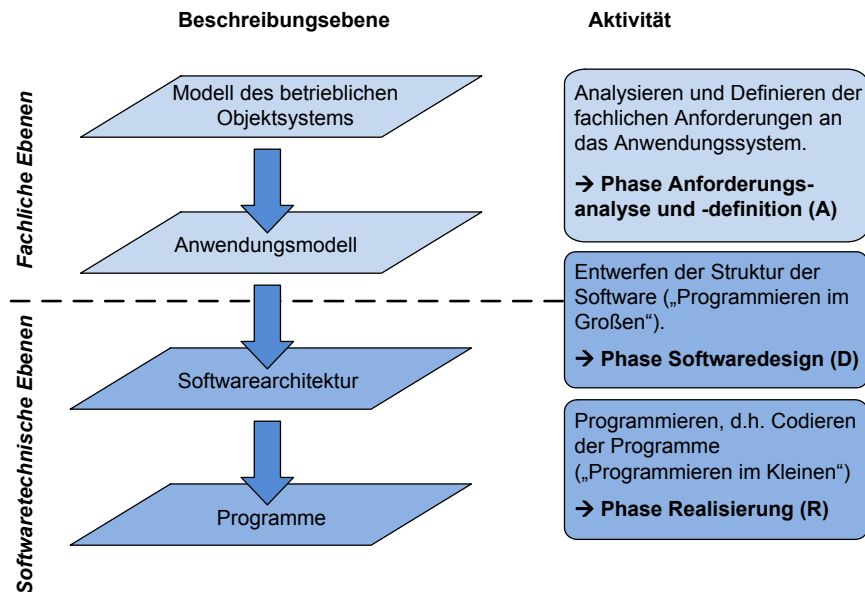 Beschreibungsebene
Aktivität
Fachliche Ebenen
Modell des betrieblichen
Objektsystems
Anwendungsmodell
Analysieren und Definieren der
fachlichen Anforderungen an
das Anwendungssystem.
→ Phase Anforderungs-
analyse und -definition (A)
Softwaretechnische Ebenen
Softwarearchitektur
Programme
Entwerfen der Struktur der
Software („Programmieren im
Großen“).
→ Phase Softwaredesign (D)
Programmieren, d.h. Codieren
der Programme
(„Programmieren im Kleinen“)
→ Phase Realisierung (R)